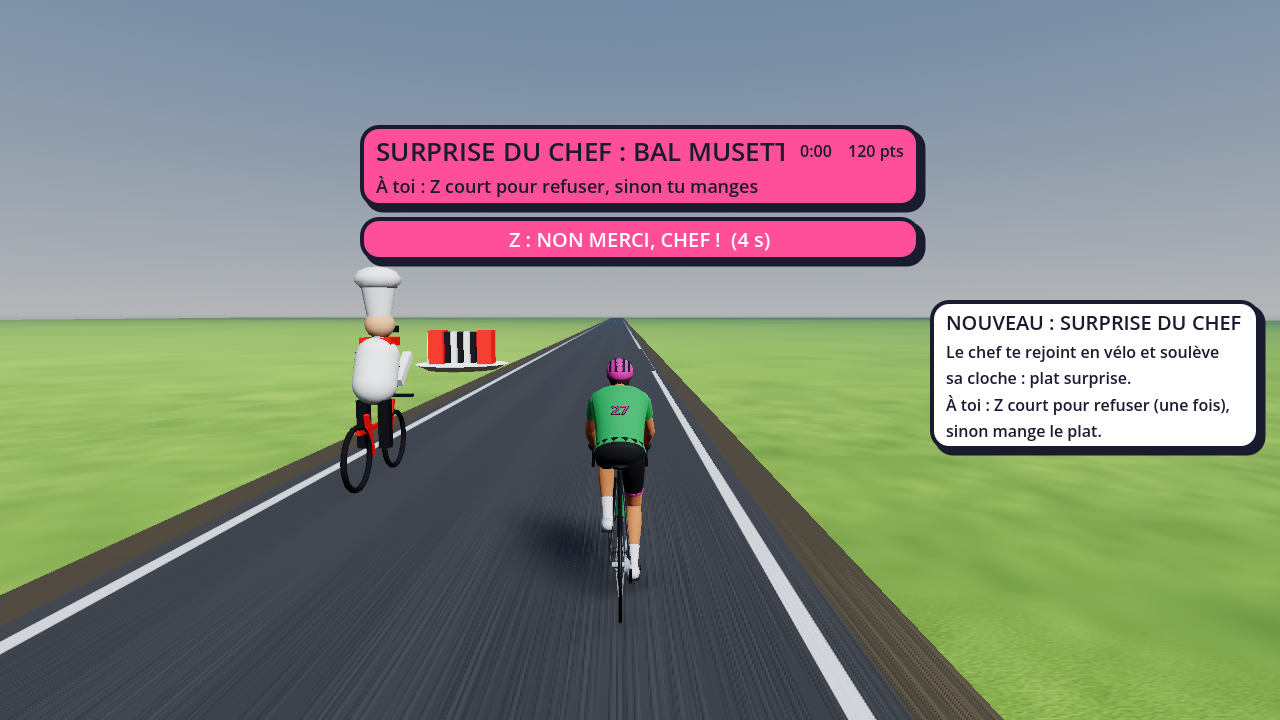 SURPRISE DU CHEF : BAL MUSETT 0:00 120 pts
À toi : Z court pour refuser, sinon tu manges
Z : NON MERCI, CHEF ! (4 s)
NOUVEAU : SURPRISE DU CHEF
Le chef te rejoint en vélo et soulève
sa cloche : plat surprise.
À toi : Z court pour refuser (une fois),
sinon mange le plat.
27